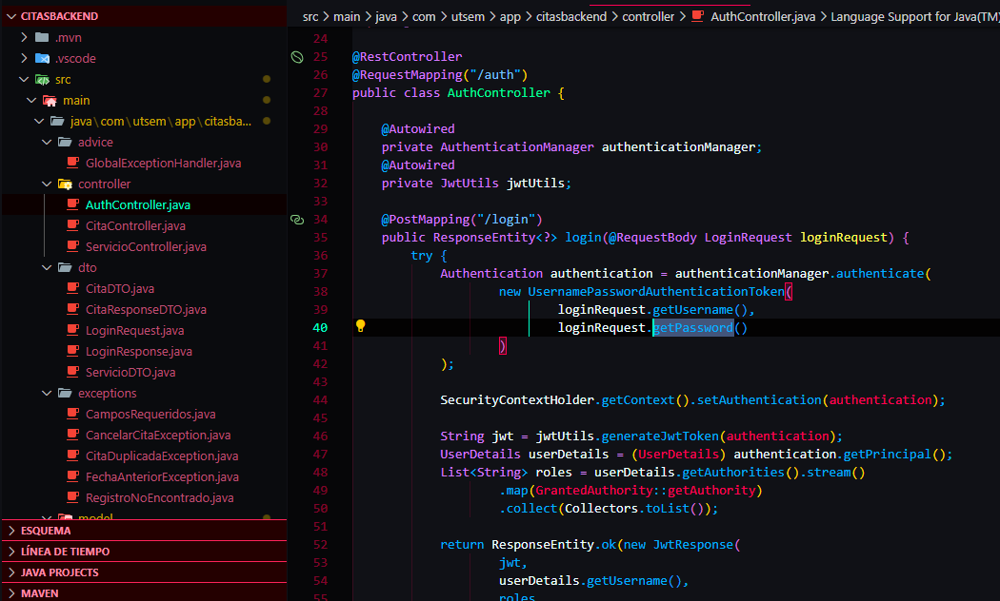 CITASBACKEND
.mvn
.vscode
src
main
java\com\utsem\app\citasba...
advice
GlobalExceptionHandler.java
controller
AuthController.java
CitaController.java
ServicioController.java
dto
CitaDTO.java
CitaResponseDTO.java
LoginRequest.java
LoginResponse.java
ServicioDTO.java
exceptions
CamposRequeridos.java
CancelarCitaException.java
CitaDuplicadaException.java
FechaAnteriorException.java
RegistroNoEncontrado.java
model
ESQUEMA
LÍNEA DE TIEMPO
JAVA PROJECTS
MAVEN
src > main > java > com > utsem > app > citasbackend > controller > AuthController.java > Language Support for Java(TM)
24
25 @RestController
26 @RequestMapping("/auth")
27 public class AuthController {
28
29 @Autowired
30 private AuthenticationManager authenticationManager;
31 @Autowired
32 private JwtUtils jwtUtils;
33
34 @PostMapping("/login")
35 public ResponseEntity<?> login(@RequestBody LoginRequest loginRequest) {
36 try {
37 Authentication authentication = authenticationManager.authenticate(
38 new UsernamePasswordAuthenticationToken(
39 loginRequest.getUsername(),
40 loginRequest.getPassword()
41 )
42 );
43
44 SecurityContextHolder.getContext().setAuthentication(authentication);
45
46 String jwt = jwtUtils.generateJwtToken(authentication);
47 UserDetails userDetails = (UserDetails) authentication.getPrincipal();
48 List<String> roles = userDetails.getAuthorities().stream()
49 .map(GrantedAuthority::getAuthority)
50 .collect(Collectors.toList());
51
52 return ResponseEntity.ok(new JwtResponse(
53 jwt,
54 userDetails.getUsername(),
55 roles